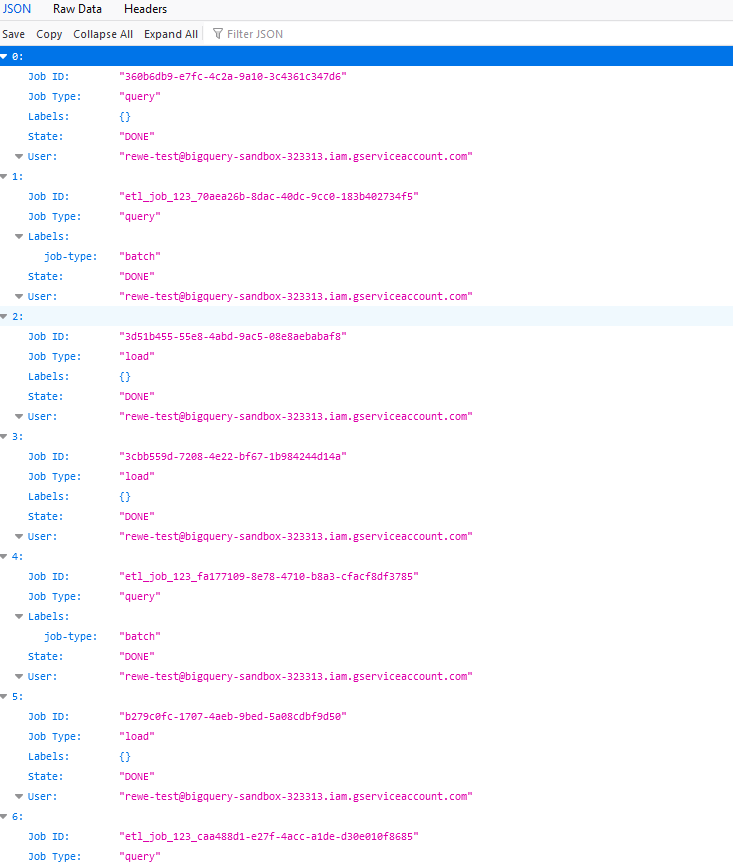 JSON Raw Data Headers
Save Copy Collapse All Expand All Filter JSON
0:
Job ID: "360b6db9-e7fc-4c2a-9a10-3c4361c347d6"
Job Type: "query"
Labels: {}
State: "DONE"
User: "rewe-test@bigquery-sandbox-323313.iam.gserviceaccount.com"
1:
Job ID: "etl_job_123_70aea26b-8dac-40dc-9cc0-183b402734f5"
Job Type: "query"
Labels:
job-type: "batch"
State: "DONE"
User: "rewe-test@bigquery-sandbox-323313.iam.gserviceaccount.com"
2:
Job ID: "3d51b455-55e8-4abd-9ac5-08e8aebabaf8"
Job Type: "load"
Labels: {}
State: "DONE"
User: "rewe-test@bigquery-sandbox-323313.iam.gserviceaccount.com"
3:
Job ID: "3cbb559d-7208-4e22-bf67-1b984244d14a"
Job Type: "load"
Labels: {}
State: "DONE"
User: "rewe-test@bigquery-sandbox-323313.iam.gserviceaccount.com"
4:
Job ID: "etl_job_123_fa177109-8e78-4710-b8a3-cfacf8df3785"
Job Type: "query"
Labels:
job-type: "batch"
State: "DONE"
User: "rewe-test@bigquery-sandbox-323313.iam.gserviceaccount.com"
5:
Job ID: "b279c0fc-1707-4aeb-9bed-5a08cdbf9d50"
Job Type: "load"
Labels: {}
State: "DONE"
User: "rewe-test@bigquery-sandbox-323313.iam.gserviceaccount.com"
6:
Job ID: "etl_job_123_caa488d1-e27f-4acc-a1de-d30e010f8685"
Job Type: "query"